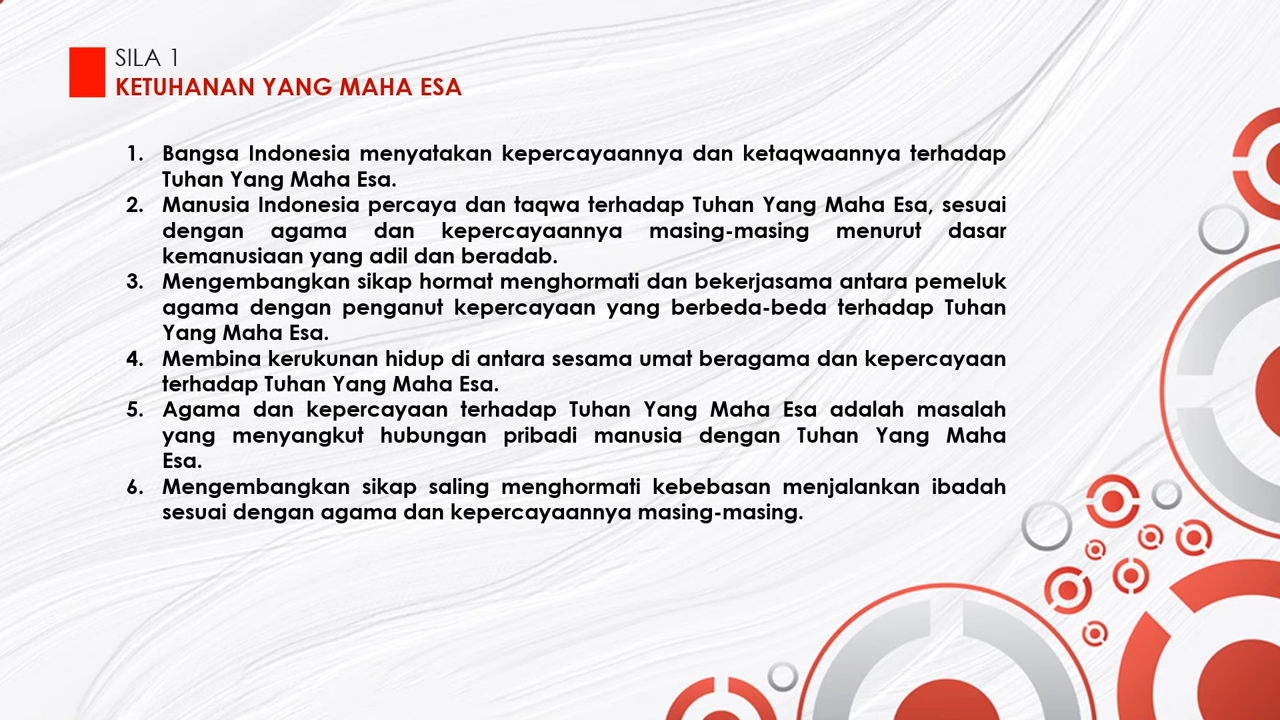 SILA 1
KETUHANAN YANG MAHA ESA
1. Bangsa Indonesia menyatakan kepercayaannya dan ketaqwaannya terhadap
Tuhan Yang Maha Esa.
2. Manusia Indonesia percaya dan taqwa terhadap Tuhan Yang Maha Esa, sesuai
dengan agama dan kepercayaannya masing-masing menurut dasar
kemanusiaan yang adil dan beradab.
3. Mengembangkan sikap hormat menghormati dan bekerjasama antara pemeluk
agama dengan penganut kepercayaan yang berbeda-beda terhadap Tuhan
Yang Maha Esa.
4. Membina kerukunan hidup di antara sesama umat beragama dan kepercayaan
terhadap Tuhan Yang Maha Esa.
5. Agama dan kepercayaan terhadap Tuhan Yang Maha Esa adalah masalah
yang menyangkut hubungan pribadi manusia dengan Tuhan Yang Maha
Esa.
6. Mengembangkan sikap saling menghormati kebebasan menjalankan ibadah
sesuai dengan agama dan kepercayaannya masing-masing.